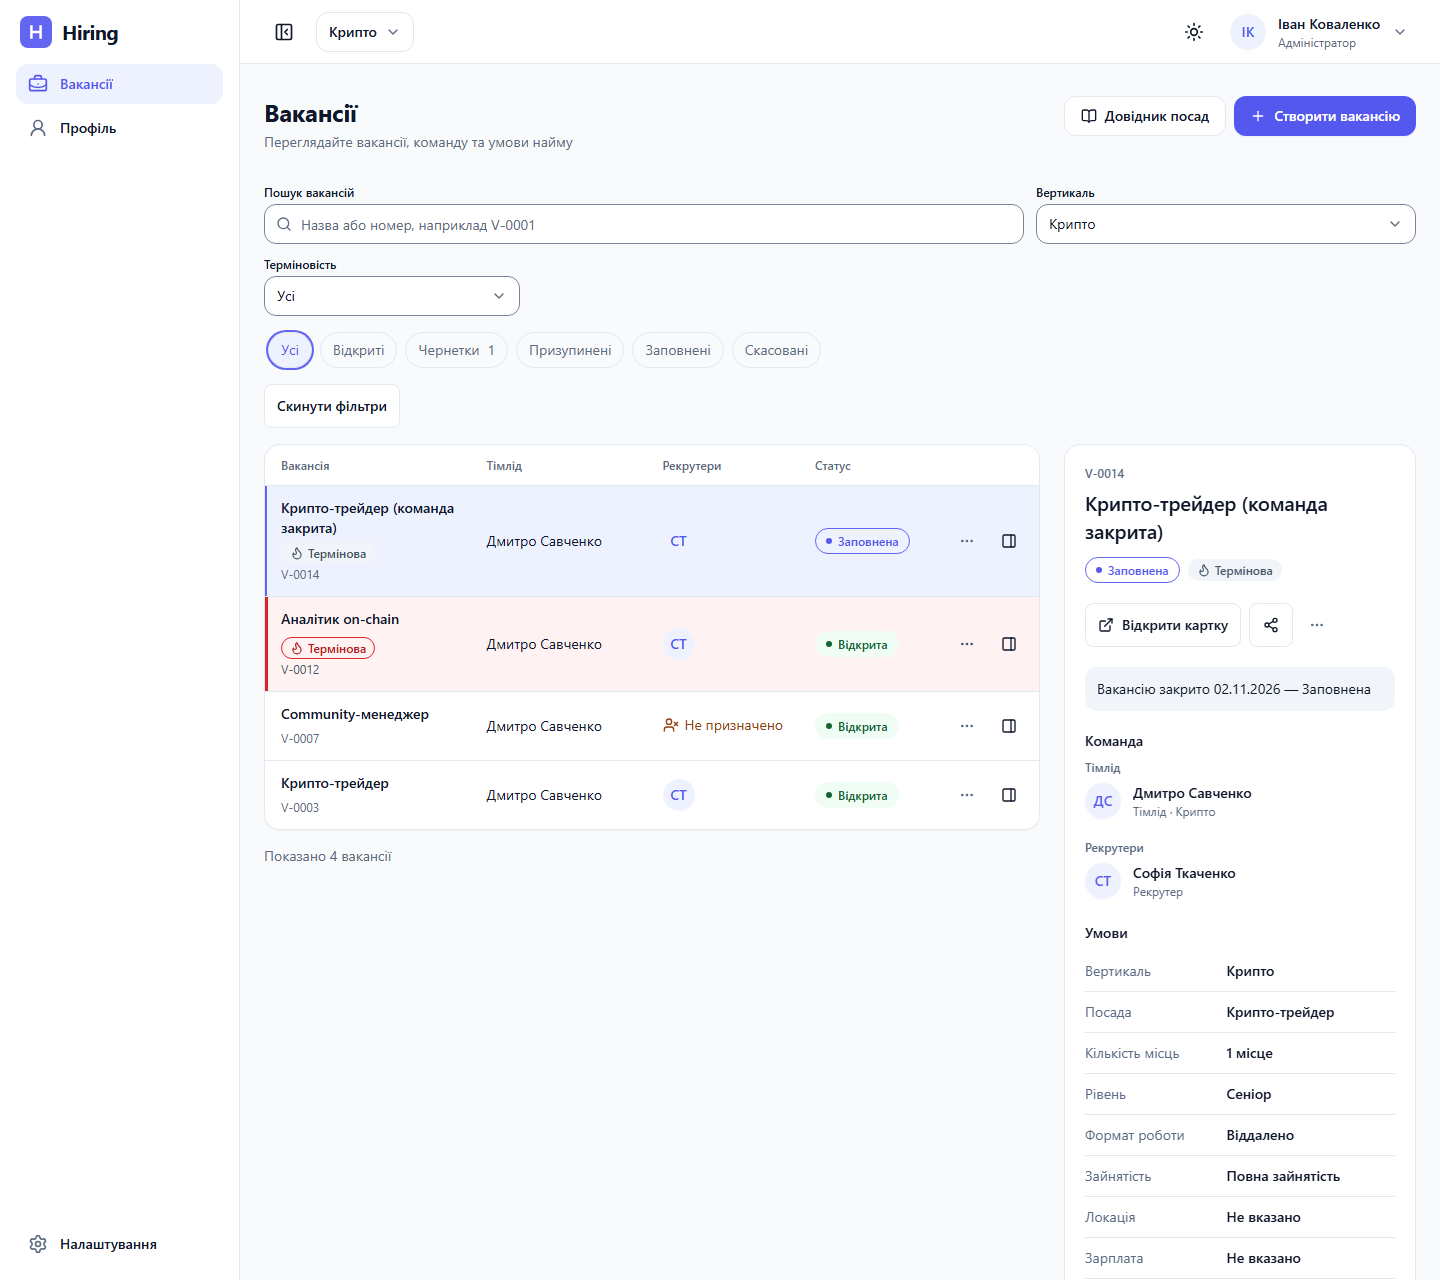 H Hiring
Вакансії
Профіль
Налаштування
Крипто
ІК
Іван Коваленко
Адміністратор
Вакансії
Переглядайте вакансії, команду та умови найму
Довідник посад
Створити вакансію
Пошук вакансій
Назва або номер, наприклад V-0001
Вертикаль
Крипто
Терміновість
Усі
Усі
Відкриті
Чернетки 1
Призупинені
Заповнені
Скасовані
Скинути фільтри
Вакансія Тімлід Рекрутери Статус
Крипто-трейдер (команда
закрита)
Термінова
V-0014
Дмитро Савченко
СТ
Заповнена
Аналітик on-chain
Термінова
V-0012
Дмитро Савченко
СТ
Відкрита
Community-менеджер
V-0007
Дмитро Савченко
Не призначено
Відкрита
Крипто-трейдер
V-0003
Дмитро Савченко
СТ
Відкрита
Показано 4 вакансії
V-0014
Крипто-трейдер (команда
закрита)
Заповнена
Термінова
Відкрити картку
Вакансію закрито 02.11.2026 — Заповнена
Команда
Тімлід
ДС
Дмитро Савченко
Тімлід · Крипто
Рекрутери
СТ
Софія Ткаченко
Рекрутер
Умови
Вертикаль Крипто
Посада Крипто-трейдер
Кількість місць 1 місце
Рівень Сеніор
Формат роботи Віддалено
Зайнятість Повна зайнятість
Локація Не вказано
Зарплата Не вказано